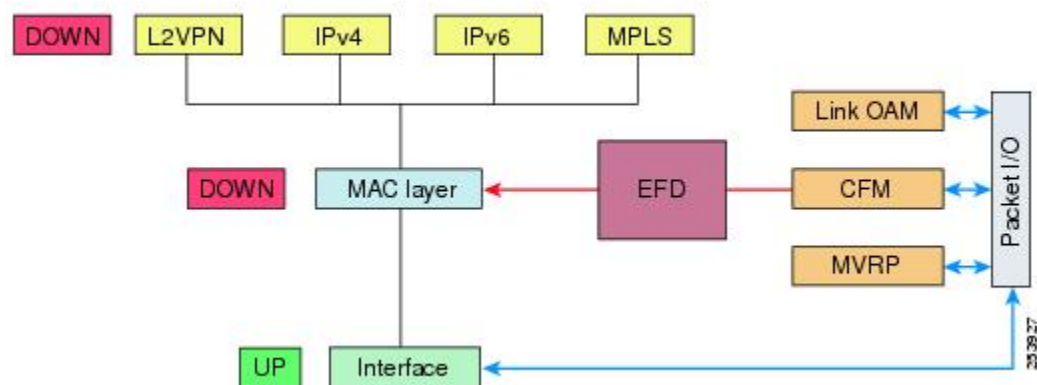 DOWN
L2VPN
IPv4
IPv6
MPLS
Link OAM
DOWN
MAC layer
EFD
CFM
Packet I/O
MVRP
UP
Interface
253927